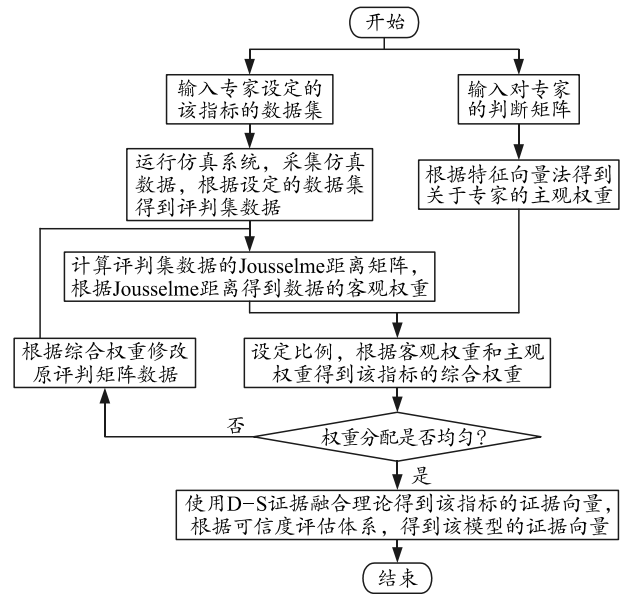 开始
输入专家设定的
该指标的数据集
输入对专家
的判断矩阵
运行仿真系统，采集仿真
数据，根据设定的数据集
得到评判集数据
根据特征向量法得到
关于专家的主观权重
计算评判集数据的Jousselme距离矩阵，
根据Jousselme距离得到数据的客观权重
根据综合权重修改
原评判矩阵数据
设定比例，根据客观权重和主观
权重得到该指标的综合权重
否
权重分配是否均匀?
是
使用D-S证据融合理论得到该指标的证据向量，
根据可信度评估体系，得到该模型的证据向量
结束